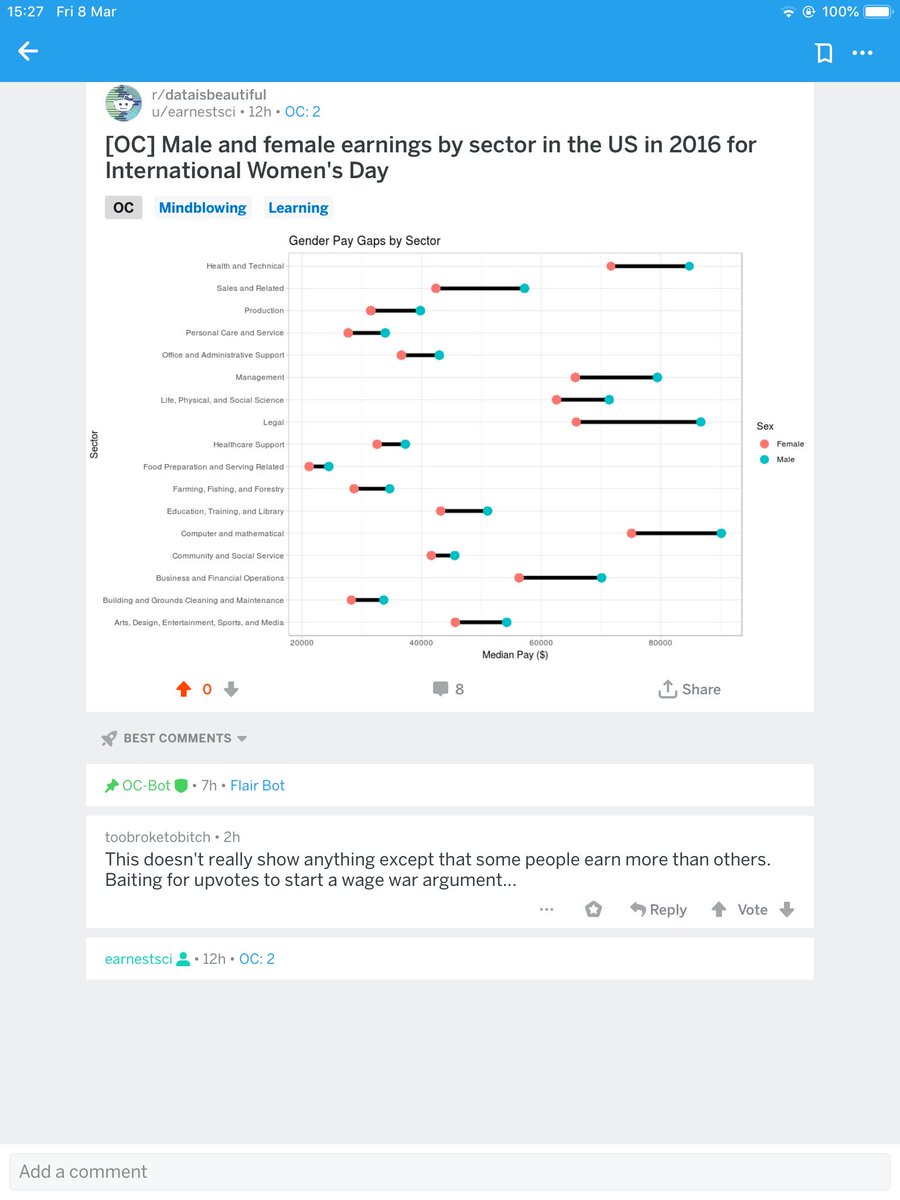 15:27 Fri 8 Mar 100%
r/dataisbeautiful
u/earnestsci • 12h • OC: 2
[OC] Male and female earnings by sector in the US in 2016 for
International Women's Day
OC Mindblowing Learning
Gender Pay Gaps by Sector
Health and Technical
Sales and Related
Production
Personal Care and Service
Office and Administrative Support
Management
Life, Physical, and Social Science
Legal
Healthcare Support
Food Preparation and Serving Related
Farming, Fishing, and Forestry
Education, Training, and Library
Computer and mathematical
Community and Social Service
Business and Financial Operations
Building and Grounds Cleaning and Maintenance
Arts, Design, Entertainment, Sports, and Media
Sector
20000 40000 60000 80000
Median Pay ($)
Sex
Female
Male
0 8 Share
BEST COMMENTS
OC-Bot • 7h • Flair Bot
toobroketobitch • 2h
This doesn't really show anything except that some people earn more than others.
Baiting for upvotes to start a wage war argument...
Reply Vote
earnestsci • 12h • OC: 2
Add a comment